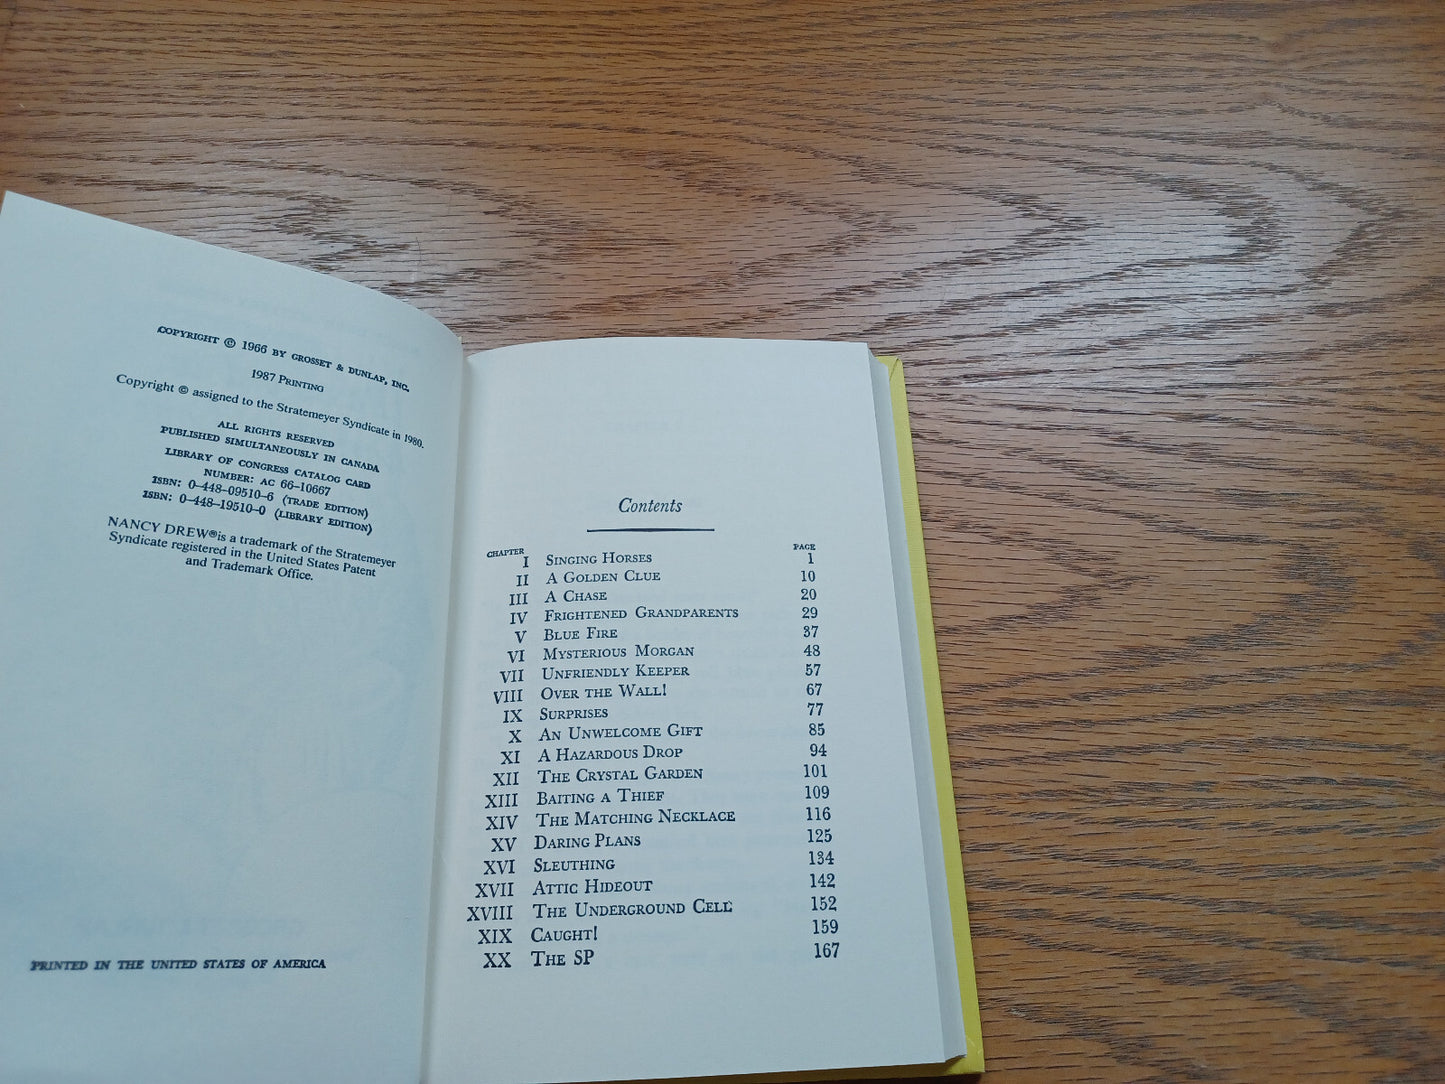 COPYRIGHT © 1966 BY GROSSET & DUNLAP, INC.
1987 PRINTING
Copyright © assigned to the Stratemeyer Syndicate in 1980.
ALL RIGHTS RESERVED
PUBLISHED SIMULTANEOUSLY IN CANADA
LIBRARY OF CONGRESS CATALOG CARD
NUMBER: AC 66-10667
ISBN: 0-448-09510-6 (TRADE EDITION)
ISBN: 0-448-19510-0 (LIBRARY EDITION)
NANCY DREW® is a trademark of the Stratemeyer
Syndicate registered in the United States Patent
and Trademark Office.
PRINTED IN THE UNITED STATES OF AMERICA
Contents
CHAPTER PAGE
I SINGING HORSES 1
II A GOLDEN CLUE 10
III A CHASE 20
IV FRIGHTENED GRANDPARENTS 29
V BLUE FIRE 37
VI MYSTERIOUS MORGAN 48
VII UNFRIENDLY KEEPER 57
VIII OVER THE WALL! 67
IX SURPRISES 77
X AN UNWELCOME GIFT 85
XI A HAZARDOUS DROP 94
XII THE CRYSTAL GARDEN 101
XIII BAITING A THIEF 109
XIV THE MATCHING NECKLACE 116
XV DARING PLANS 125
XVI SLEUTHING 134
XVII ATTIC HIDEOUT 142
XVIII THE UNDERGROUND CELL 152
XIX CAUGHT! 159
XX THE SP 167